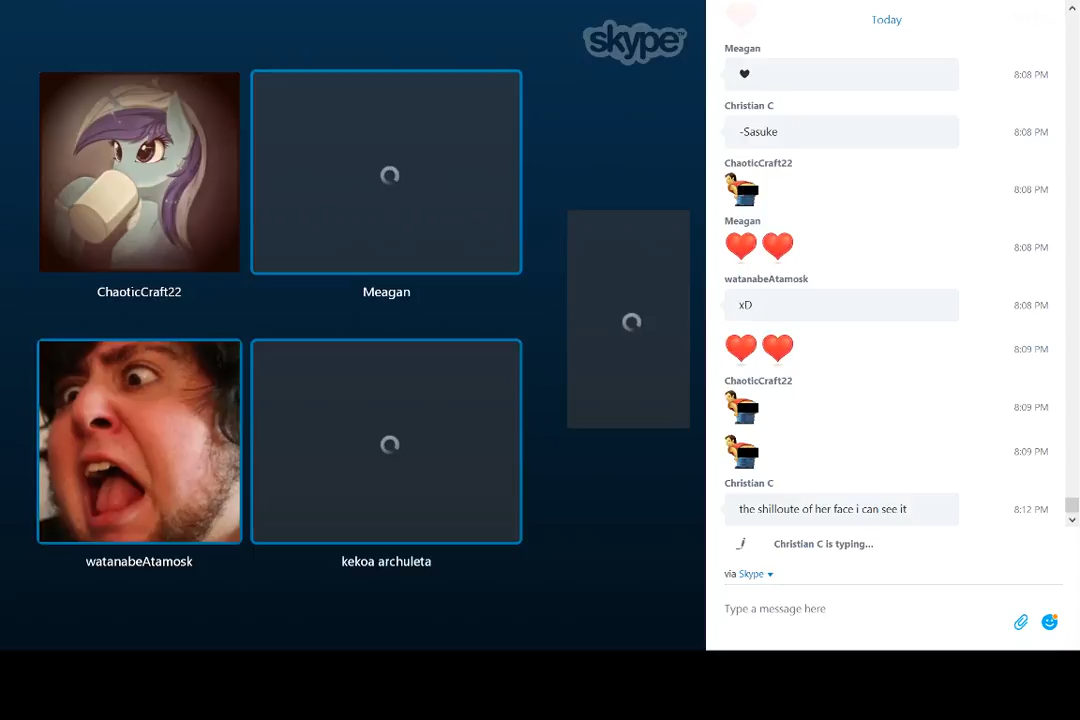 skype
ChaoticCraft22
Meagan
watanabeAtamosk
kekoa archuleta
Today
Meagan
8:08 PM
Christian C
-Sasuke
8:08 PM
ChaoticCraft22
8:08 PM
Meagan
8:08 PM
watanabeAtamosk
xD
8:08 PM
8:09 PM
ChaoticCraft22
8:09 PM
8:09 PM
Christian C
the shilloute of her face i can see it
8:12 PM
Christian C is typing...
via Skype
Type a message here